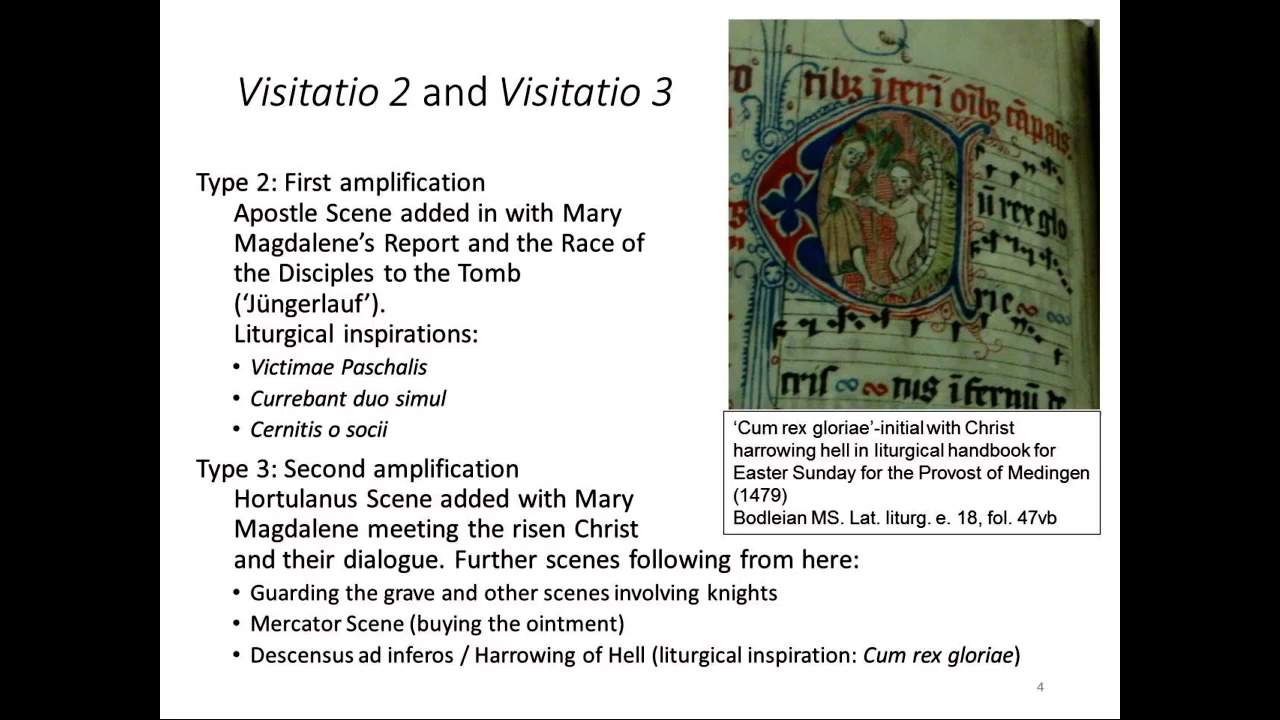 Visitatio 2 and Visitatio 3
Type 2: First amplification
Apostle Scene added in with Mary
Magdalene’s Report and the Race of
the Disciples to the Tomb
(‘Jüngerlauf’).
Liturgical inspirations:
• Victimae Paschalis
• Currebant duo simul
• Cernitis o socii
Type 3: Second amplification
Hortulanus Scene added with Mary
Magdalene meeting the risen Christ
and their dialogue. Further scenes following from here:
• Guarding the grave and other scenes involving knights
• Mercator Scene (buying the ointment)
• Descensus ad inferos / Harrowing of Hell (liturgical inspiration: Cum rex gloriae)
rex glo
‘Cum rex gloriae’-initial with Christ
harrowing hell in liturgical handbook for
Easter Sunday for the Provost of Medingen
(1479)
Bodleian MS. Lat. liturg. e. 18, fol. 47vb
4